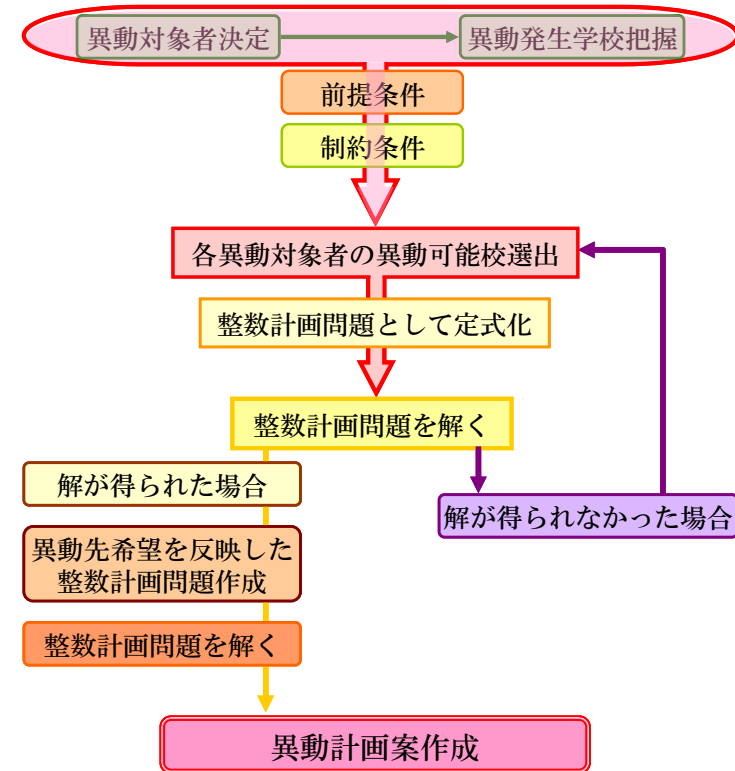 異動対象者決定
異動発生学校把握
前提条件
制約条件
各異動対象者の異動可能校選出
整数計画問題として定式化
整数計画問題を解く
解が得られた場合
解が得られなかった場合
異動先希望を反映した
整数計画問題作成
整数計画問題を解く
異動計画案作成